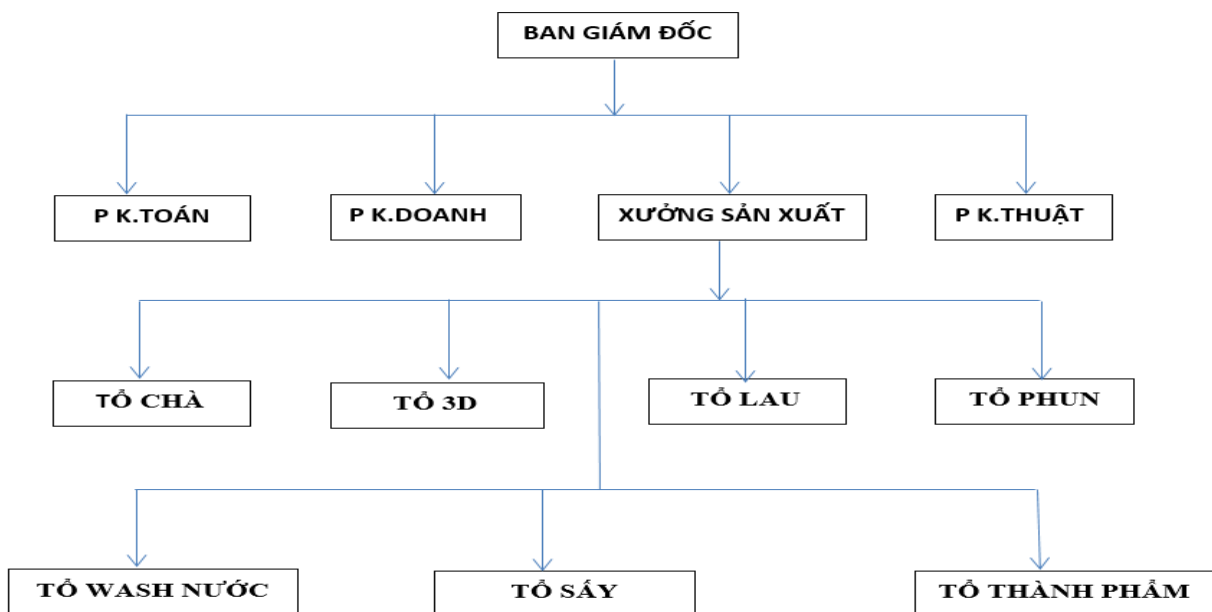 BAN GIÁM ĐỐC
P K.TOÁN
P K.DOANH
XƯỞNG SẢN XUẤT
P K.THUẬT
TỔ CHÀ
TỔ 3D
TỔ LAU
TỔ PHUN
TỔ WASH NƯỚC
TỔ SẤY
TỔ THÀNH PHẨM